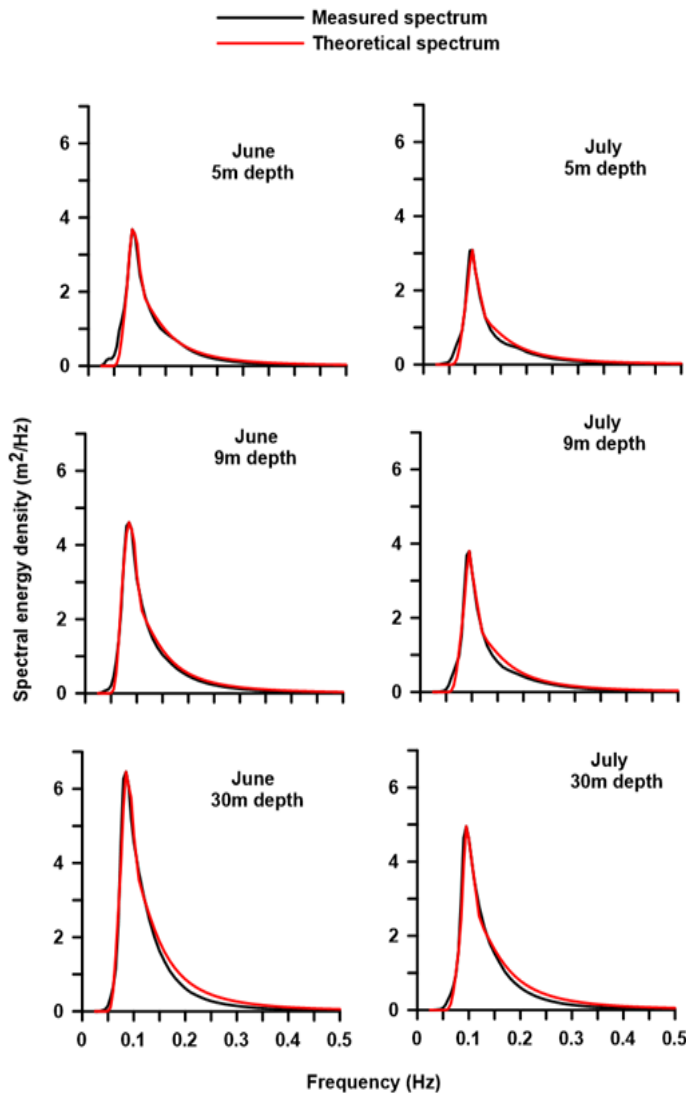 Measured spectrum
Theoretical spectrum
June
5m depth
6
4
2
0
July
5m depth
6
4
2
0
Spectral energy density (m²/Hz)
June
9m depth
6
4
2
0
July
9m depth
6
4
2
0
June
30m depth
6
4
2
0
0 0.1 0.2 0.3 0.4 0.5
July
30m depth
6
4
2
0
0 0.1 0.2 0.3 0.4 0.5
Frequency (Hz)